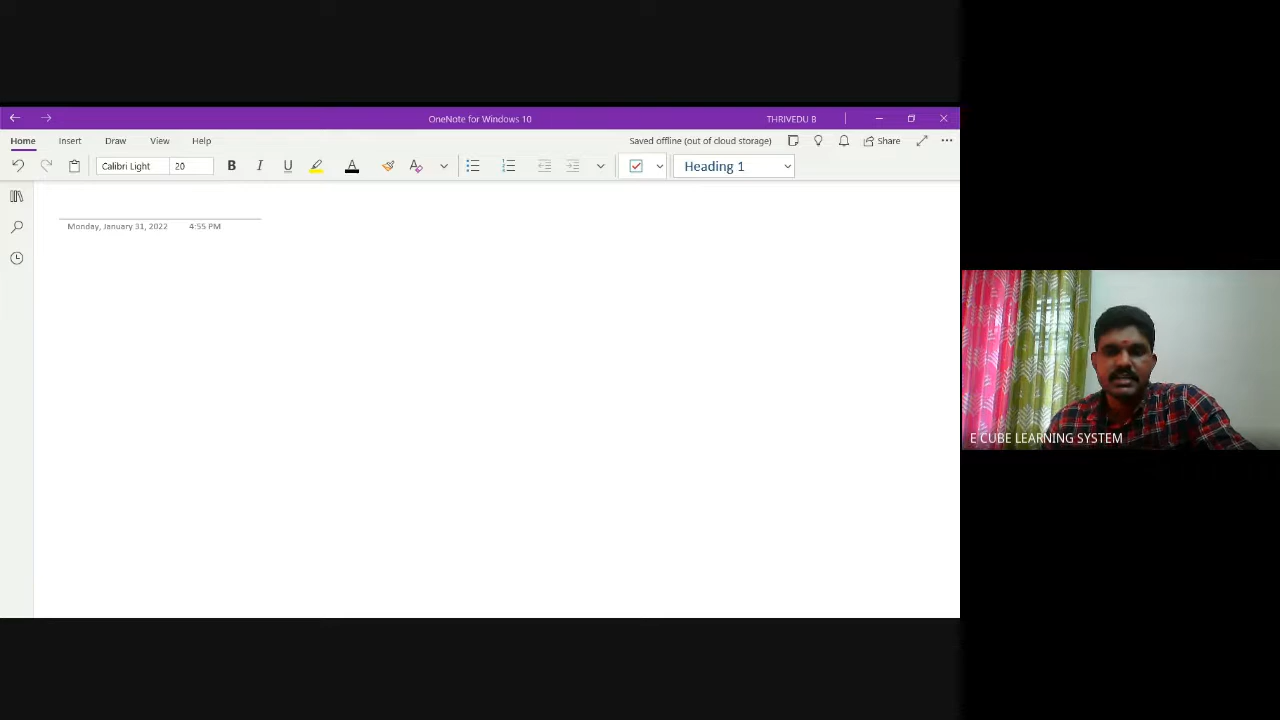 OneNote for Windows 10
THRIVEDU B
Home Insert Draw View Help
Saved offline (out of cloud storage)
Share
Calibri Light 20
B I U A A
Heading 1
Monday, January 31, 2022 4:55 PM
E CUBE LEARNING SYSTEM